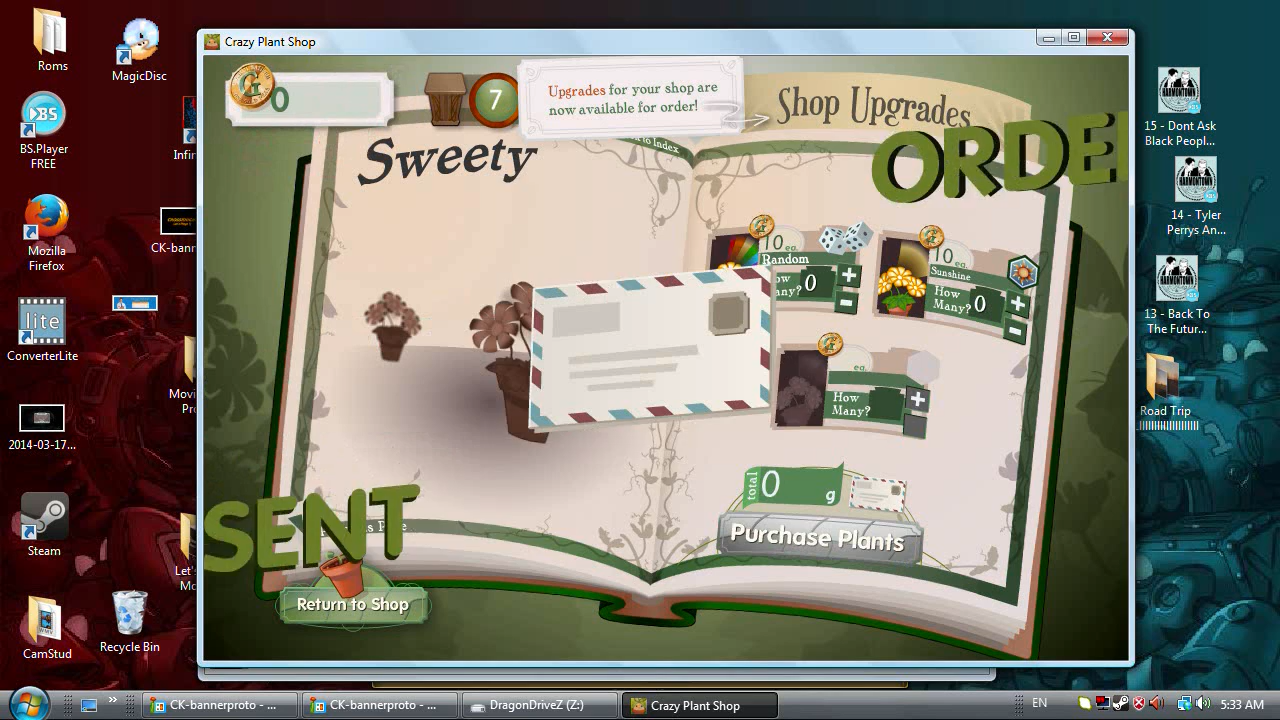 Roms
MagicDisc
BS.Player
FREE
Mozilla
Firefox
CK-bann
lite
ConverterLite
2014-03-17...
Steam
CamStud
Recycle Bin
Crazy Plant Shop
0
7
Upgrades for your shop are
now available for order!
Shop Upgrades
to Index
Sweety
ORDE
10 ea.
Random
How
Many? 0
10 ea.
Sunshine
How
Many? 0
ea.
How
Many?
total 0 g
Purchase Plants
SENT
Return to Shop
15 - Dont Ask
Black Peopl...
14 - Tyler
Perrys An...
13 - Back To
The Futur...
Road Trip
CK-bannerproto - ...
CK-bannerproto - ...
DragonDriveZ (Z:)
Crazy Plant Shop
EN
5:33 AM